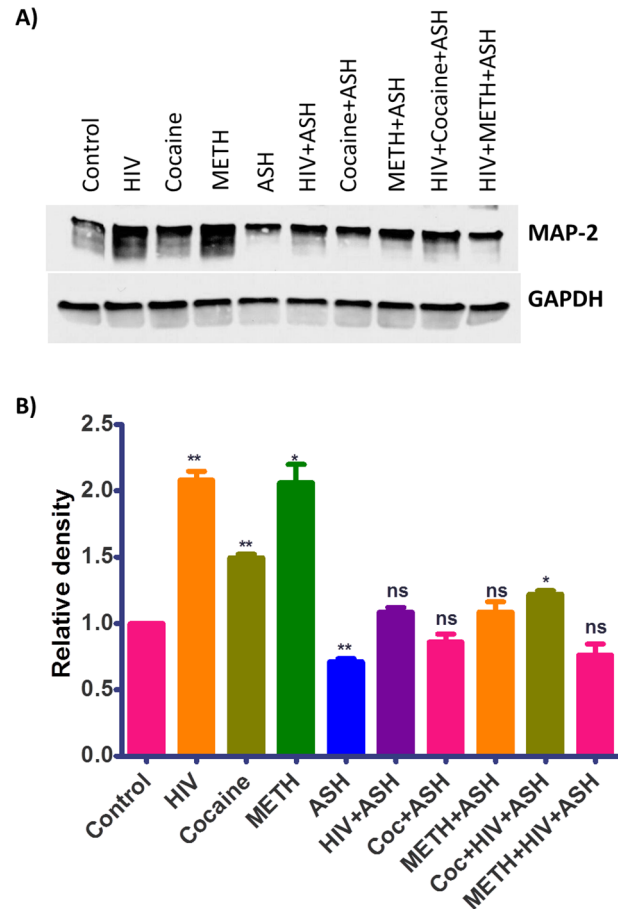 A)
Control
HIV
Cocaine
METH
ASH
HIV+ASH
Cocaine+ASH
METH+ASH
HIV+Cocaine+ASH
HIV+METH+ASH
MAP-2
GAPDH
B)
Relative density
2.5
2.0
1.5
1.0
0.5
0.0
**
**
*
**
ns
ns
ns
*
ns
Control
HIV
Cocaine
METH
ASH
HIV+ASH
Coc+ASH
METH+ASH
Coc+HIV+ASH
METH+HIV+ASH